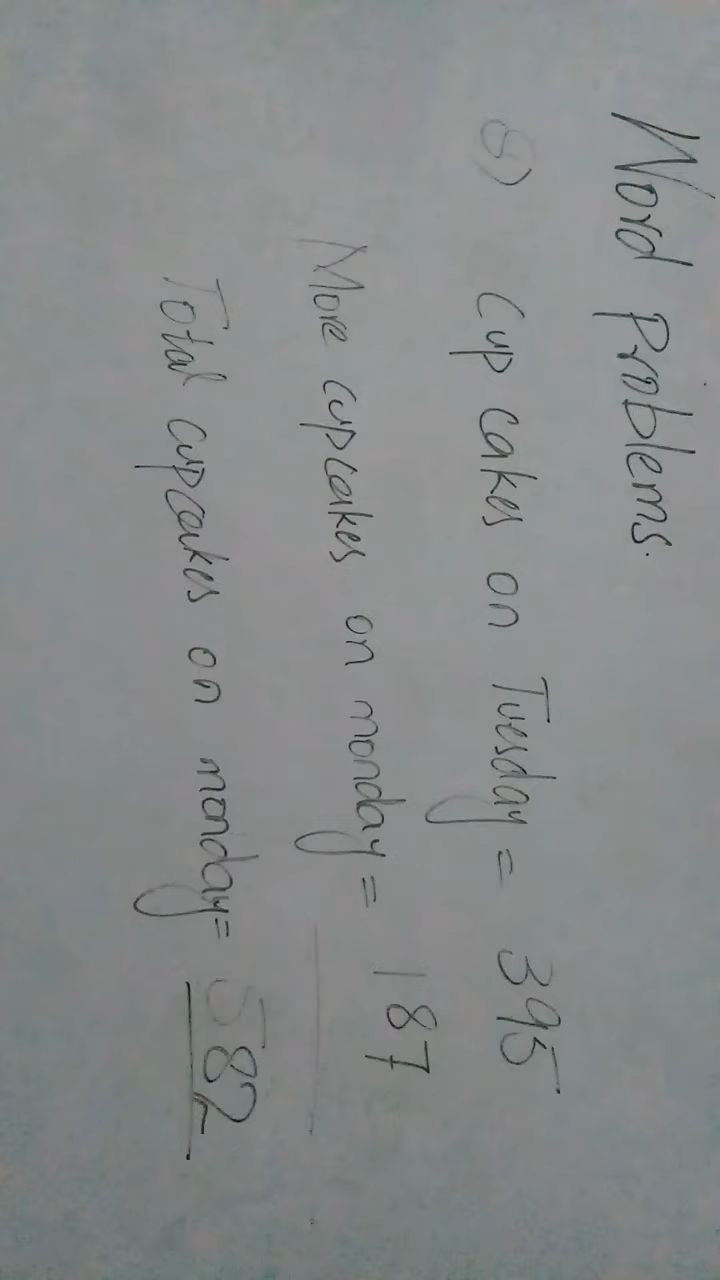 Word Problems.
8) Cup cakes on Tuesday = 395
More cupcakes on monday = 187
Total cupcakes on monday = 582